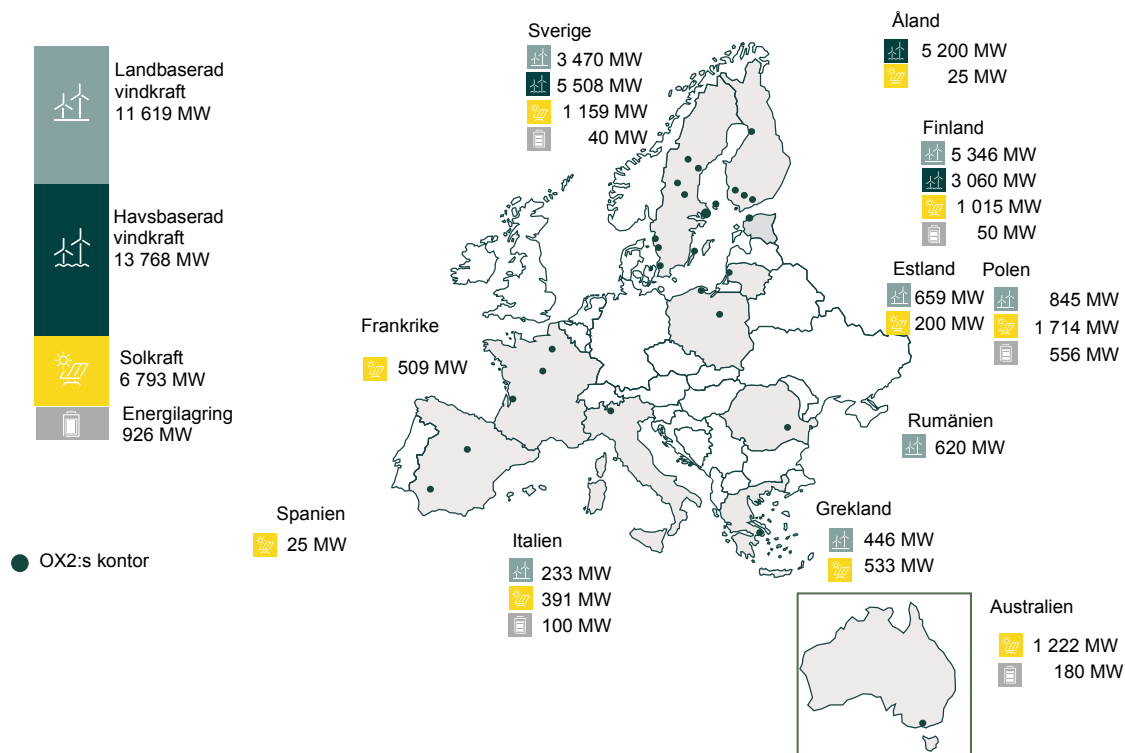 Landbaserad
vindkraft
11 619 MW
Havsbaserad
vindkraft
13 768 MW
Solkraft
6 793 MW
Energilagring
926 MW
OX2:s kontor
Sverige
3 470 MW
5 508 MW
1 159 MW
40 MW
Åland
5 200 MW
25 MW
Finland
5 346 MW
3 060 MW
1 015 MW
50 MW
Estland
659 MW
200 MW
Polen
845 MW
1 714 MW
556 MW
Frankrike
509 MW
Rumänien
620 MW
Spanien
25 MW
Italien
233 MW
391 MW
100 MW
Grekland
446 MW
533 MW
Australien
1 222 MW
180 MW